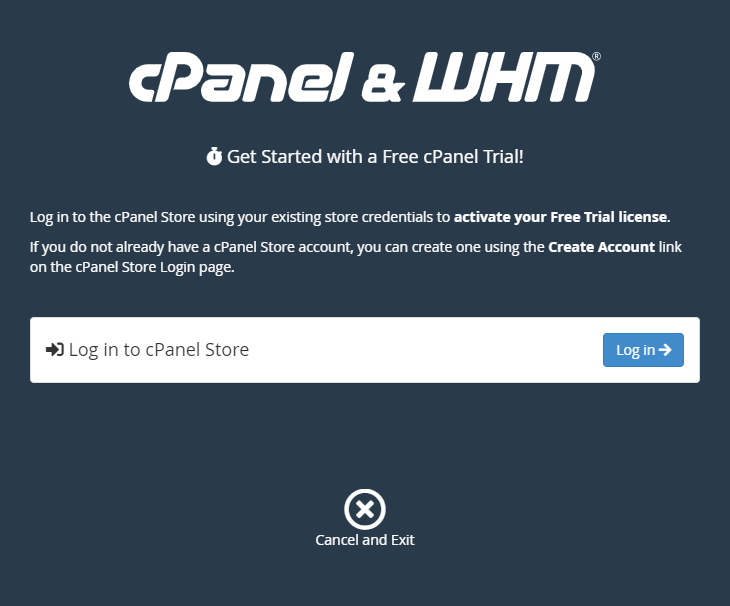 cPanel & WHM®
Get Started with a Free cPanel Trial!
Log in to the cPanel Store using your existing store credentials to activate your Free Trial license.
If you do not already have a cPanel Store account, you can create one using the Create Account link
on the cPanel Store Login page.
Log in to cPanel Store
Log in
Cancel and Exit